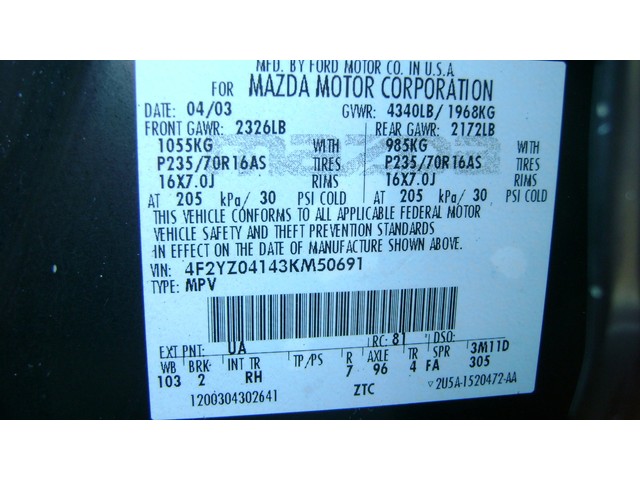 MFD. BY FORD MOTOR CO. IN U.S.A
FOR MAZDA MOTOR CORPORATION
DATE: 04/03 GVWR: 4340LB/1968KG
FRONT GAWR: 2326LB REAR GAWR: 2172LB
1055KG WITH 985KG WITH
P235/70R16AS TIRES P235/70R16AS TIRES
16X7.0J RIMS 16X7.0J RIMS
AT 205 kPa/30 PSI COLD AT 205 kPa/30 PSI COLD
THIS VEHICLE CONFORMS TO ALL APPLICABLE FEDERAL MOTOR
VEHICLE SAFETY AND THEFT PREVENTION STANDARDS
IN EFFECT ON THE DATE OF MANUFACTURE SHOWN ABOVE.
VIN: 4F2YZ04143KM50691
TYPE: MPV
EXT PNT: UA RC: 81 DSO:
WB BRK INT TR TP/PS R AXLE TR SPR 3M11D
103 2 RH 7 96 4 FA 305
1200304302641 ZTC ▽2U5A-1520472-AA
mazda